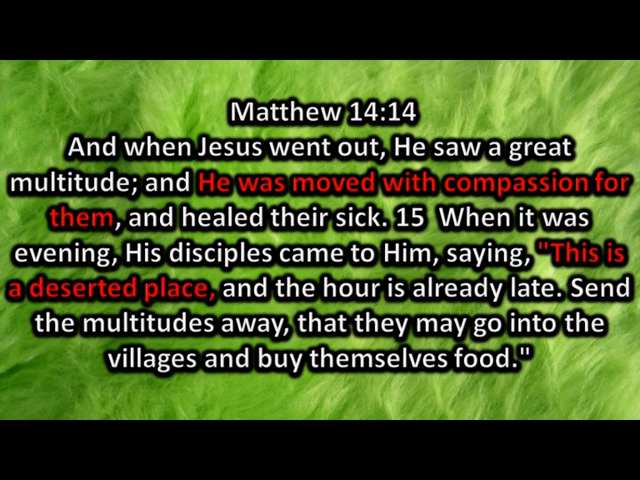 Matthew 14:14
And when Jesus went out, He saw a great
multitude; and He was moved with compassion for
them, and healed their sick. 15  When it was
evening, His disciples came to Him, saying, "This is
a deserted place, and the hour is already late. Send
the multitudes away, that they may go into the
villages and buy themselves food."